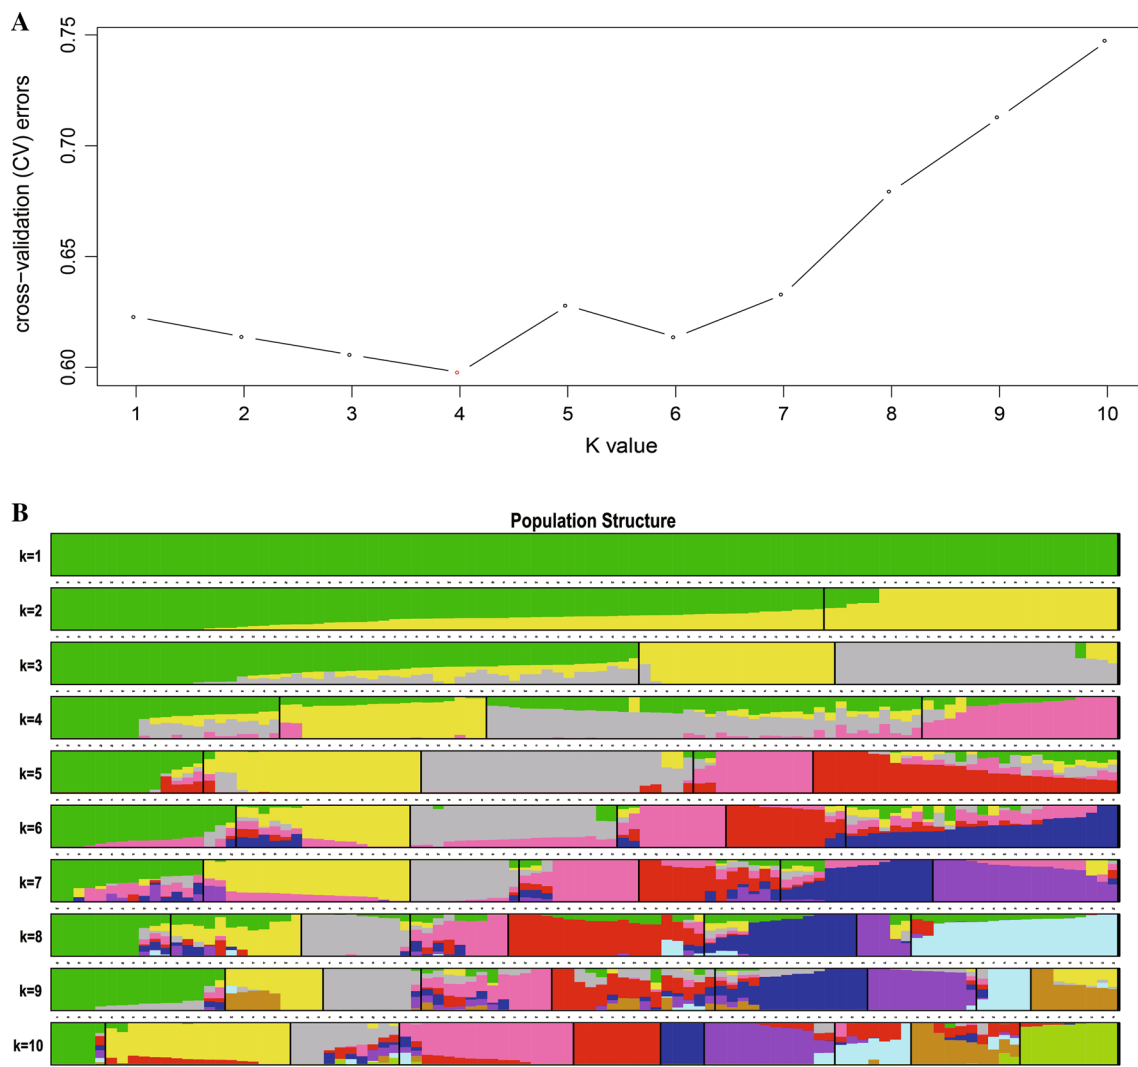 A
cross−validation (CV) errors
0.75
0.70
0.65
0.60
1 2 3 4 5 6 7 8 9 10
K value
B
Population Structure
k=1
k=2
k=3
k=4
k=5
k=6
k=7
k=8
k=9
k=10